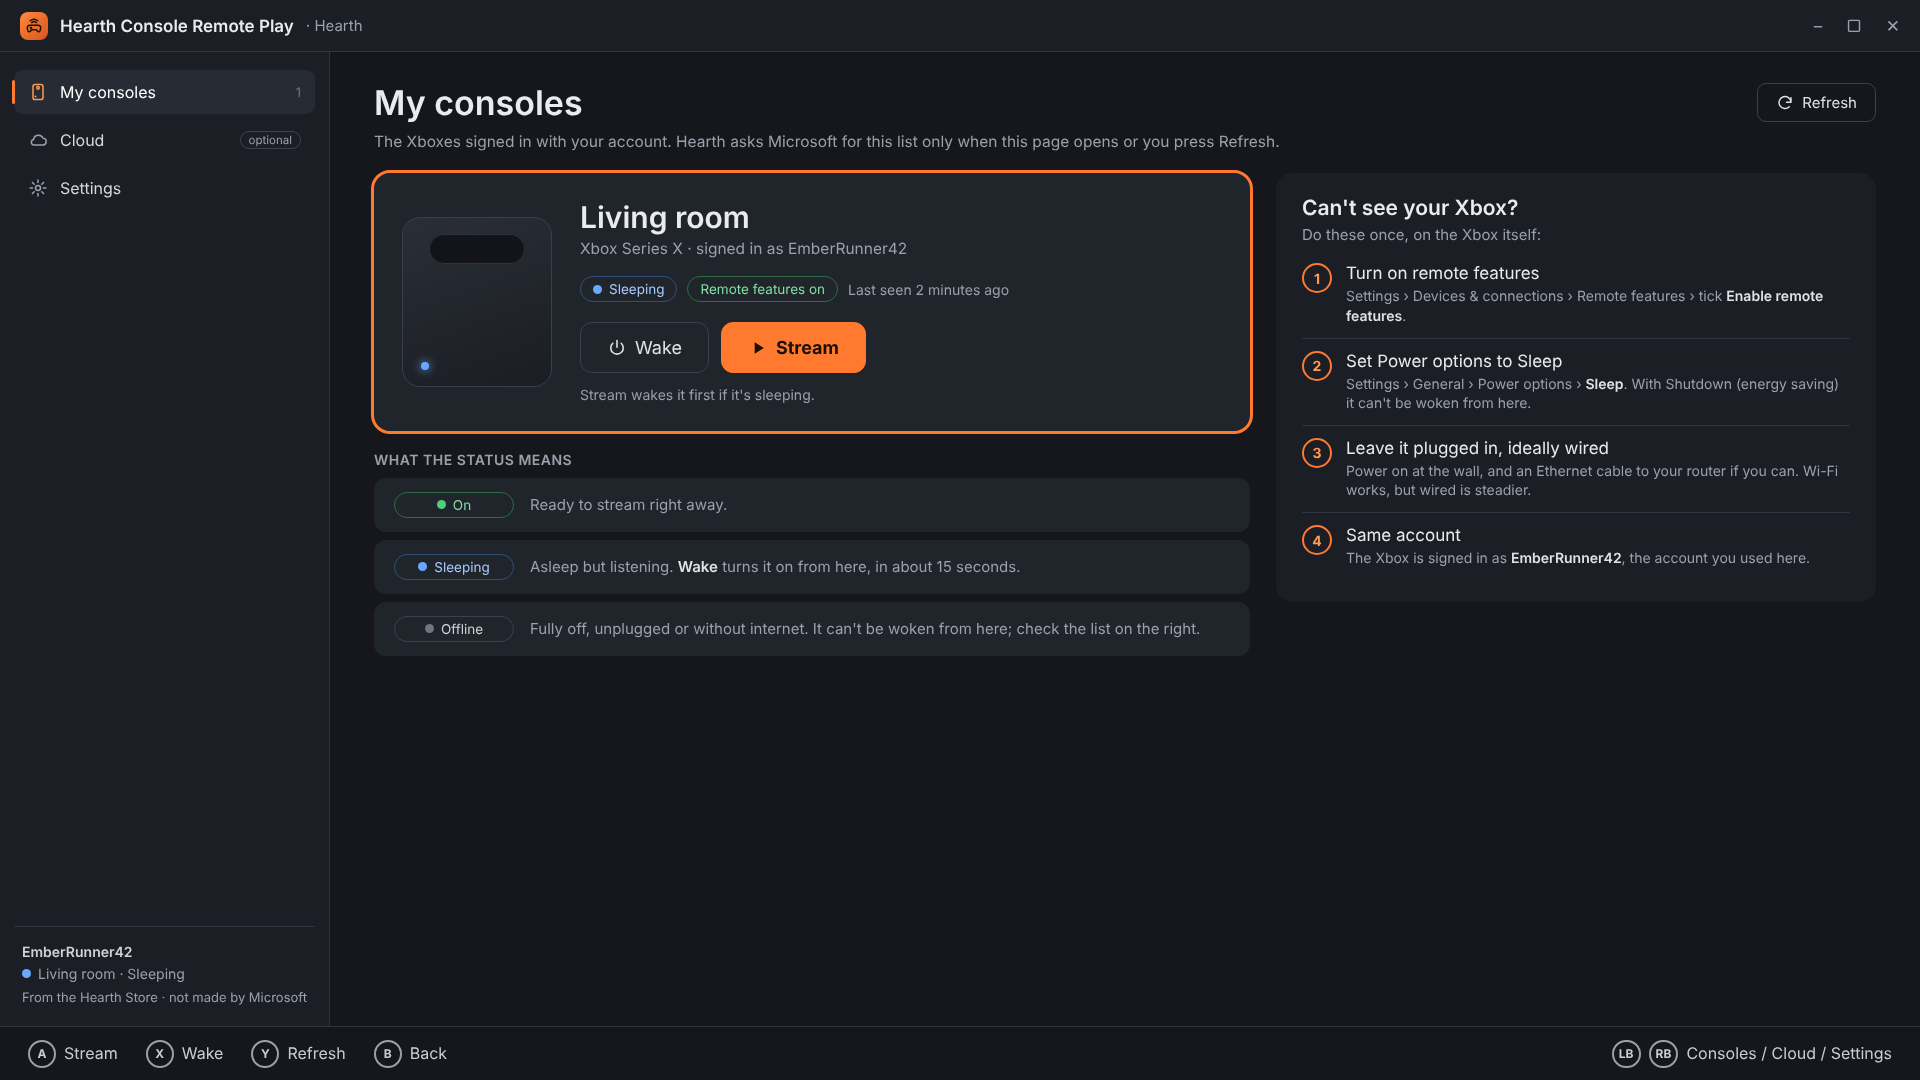 Hearth Console Remote Play · Hearth
My consoles 1
Cloud optional
Settings
EmberRunner42
Living room · Sleeping
From the Hearth Store · not made by Microsoft
My consoles
Refresh
The Xboxes signed in with your account. Hearth asks Microsoft for this list only when this page opens or you press Refresh.
Living room
Xbox Series X · signed in as EmberRunner42
Sleeping Remote features on Last seen 2 minutes ago
Wake Stream
Stream wakes it first if it's sleeping.
WHAT THE STATUS MEANS
On Ready to stream right away.
Sleeping Asleep but listening. Wake turns it on from here, in about 15 seconds.
Offline Fully off, unplugged or without internet. It can't be woken from here; check the list on the right.
Can't see your Xbox?
Do these once, on the Xbox itself:
1 Turn on remote features
Settings › Devices & connections › Remote features › tick Enable remote
features.
2 Set Power options to Sleep
Settings › General › Power options › Sleep. With Shutdown (energy saving)
it can't be woken from here.
3 Leave it plugged in, ideally wired
Power on at the wall, and an Ethernet cable to your router if you can. Wi-Fi
works, but wired is steadier.
4 Same account
The Xbox is signed in as EmberRunner42, the account you used here.
A Stream X Wake Y Refresh B Back
LB RB Consoles / Cloud / Settings